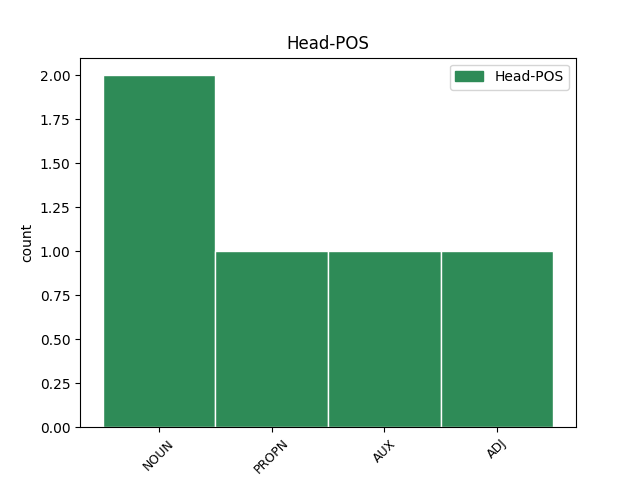 Head-POS
Head-POS
2.00
1.75
1.50
1.25
1.00
0.75
0.50
0.25
0.00
count
NOUN
PROPN
AUX
ADJ